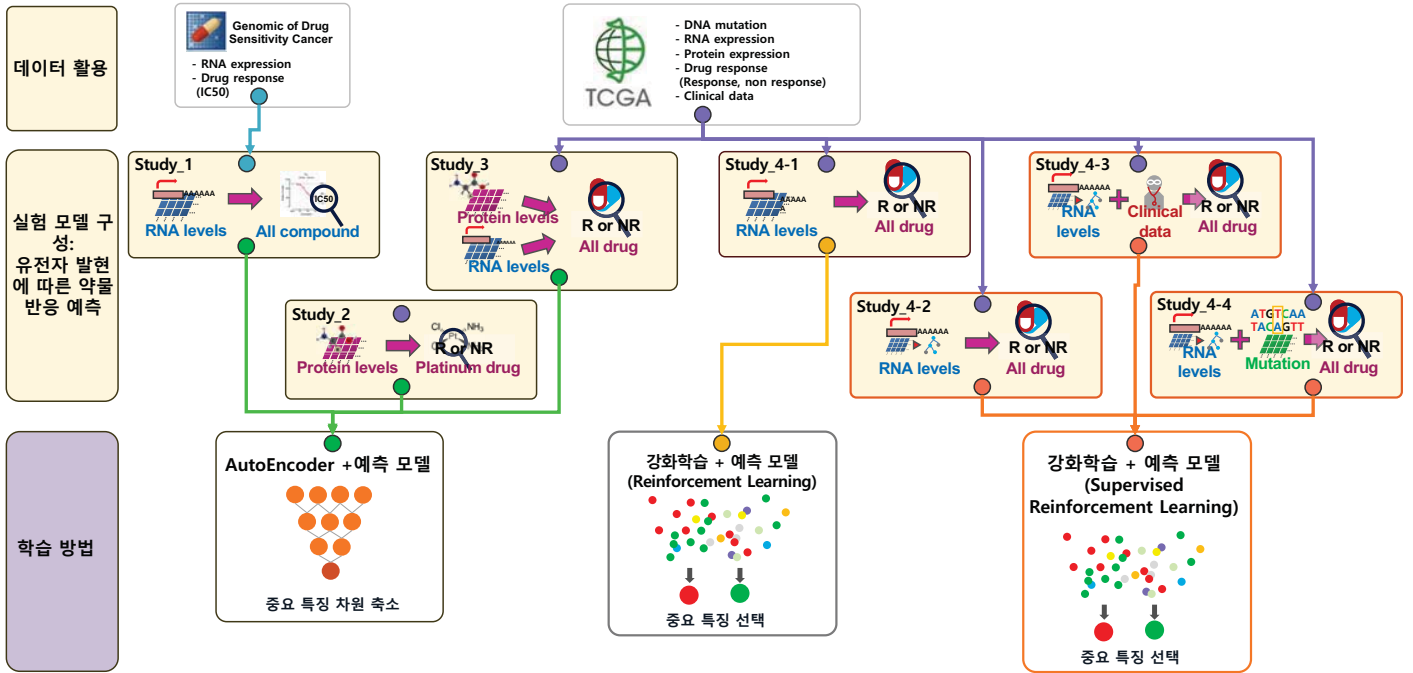 데이터 활용
Genomic of Drug
Sensitivity Cancer
- RNA expression
- Drug response
(IC50)
TCGA
- DNA mutation
- RNA expression
- Protein expression
- Drug response
(Response, non response)
- Clinical data
실험 모델 구
성:
유전자 발현
에 따른 약물
반응 예측
Study_1
AAAAAA
IC50
RNA levels
All compound
Study_3
Protein levels
AAAAAA
RNA levels
R or NR
All drug
Study_4-1
RNA levels
R or NR
All drug
Study_4-3
AAAAAA
RNA
levels
Clinical
data
R or NR
All drug
Study_2
Protein levels
R or NR
Platinum drug
Study_4-2
AAAAAA
RNA levels
R or NR
All drug
Study_4-4
AAAAAA
RNA
levels
ATGTCAA
TACAGTT
Mutation
R or NR
All drug
학습 방법
AutoEncoder +예측 모델
중요 특징 차원 축소
강화학습 + 예측 모델
(Reinforcement Learning)
중요 특징 선택
강화학습 + 예측 모델
(Supervised
Reinforcement Learning)
중요 특징 선택